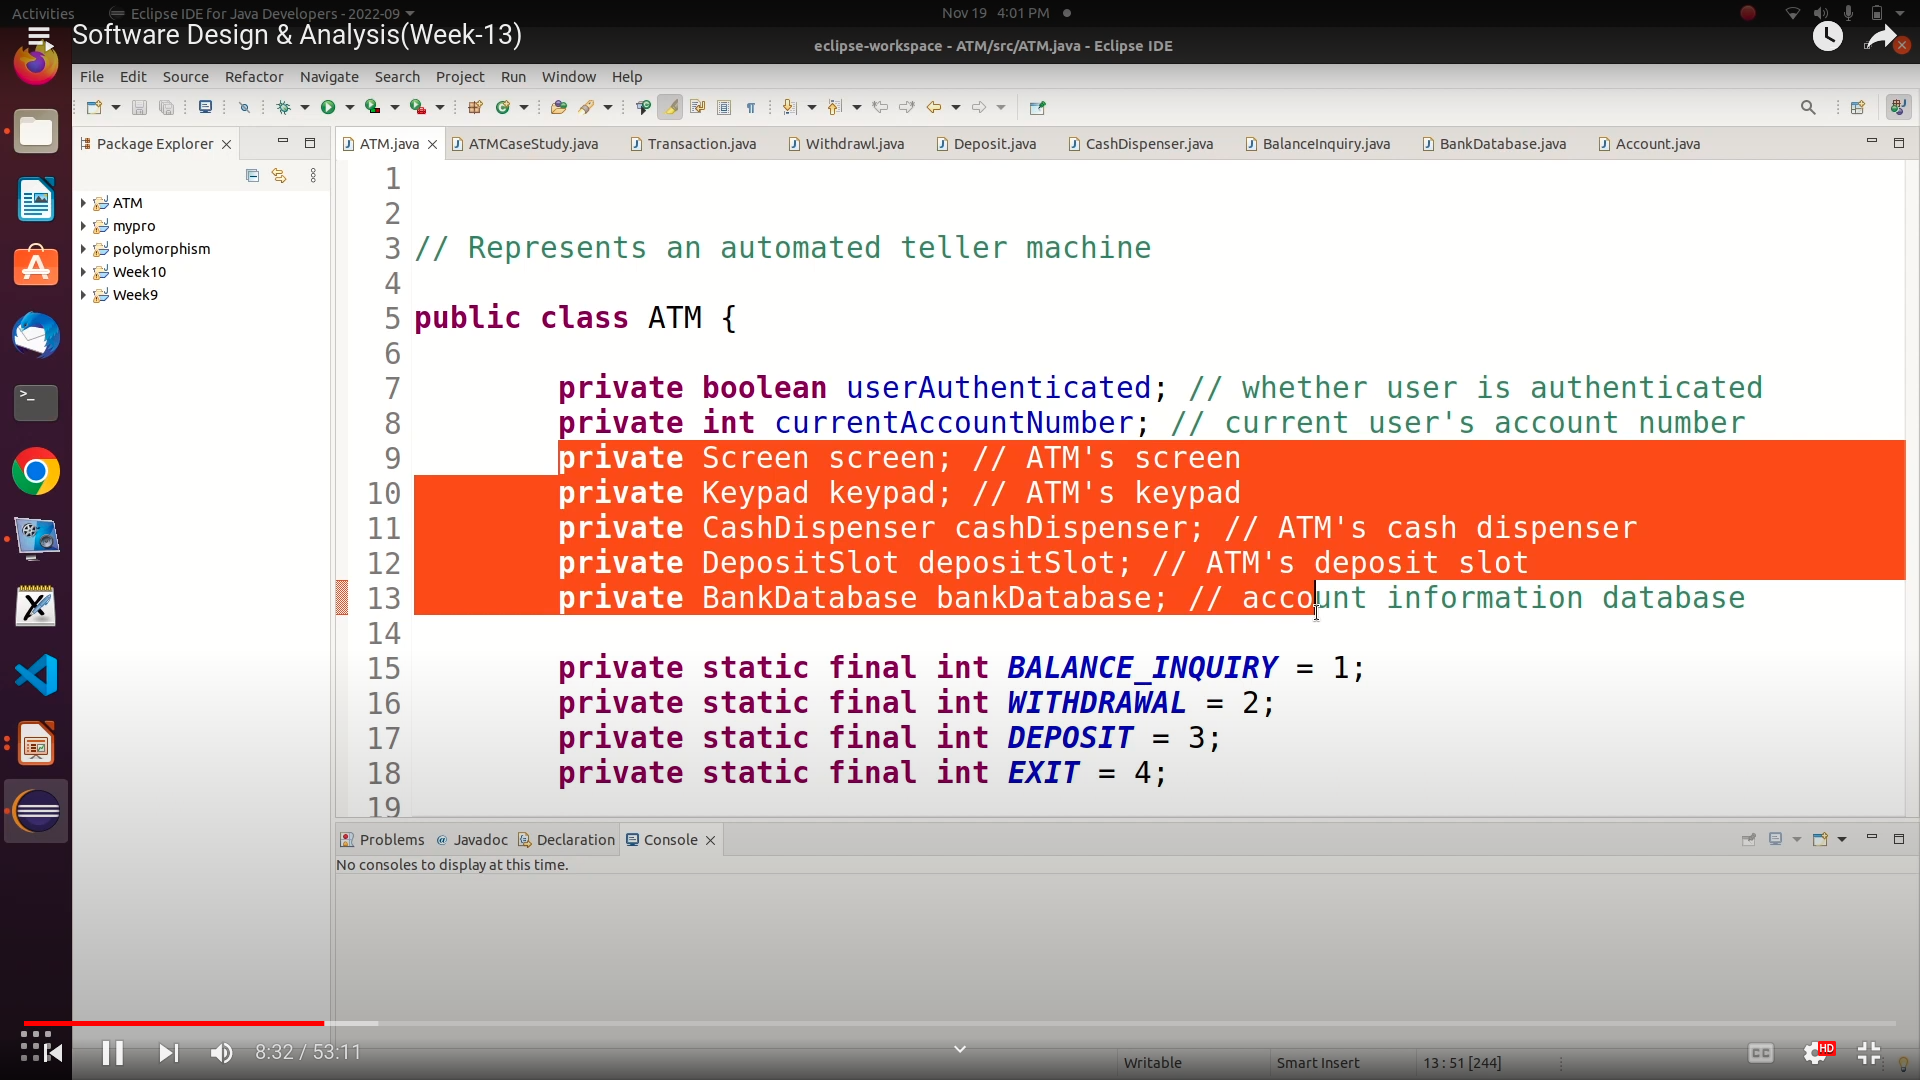 Activities
Eclipse IDE for Java Developers - 2022-09
Nov 19 4:01 PM
Software Design & Analysis(Week-13)
eclipse-workspace - ATM/src/ATM.java - Eclipse IDE
File Edit Source Refactor Navigate Search Project Run Window Help
Package Explorer
ATM.java
ATMCaseStudy.java
Transaction.java
Withdrawl.java
Deposit.java
CashDispenser.java
BalanceInquiry.java
BankDatabase.java
Account.java
ATM
mypro
polymorphism
Week10
Week9
1
2
3 // Represents an automated teller machine
4
5 public class ATM {
6
7 private boolean userAuthenticated; // whether user is authenticated
8 private int currentAccountNumber; // current user's account number
9 private Screen screen; // ATM's screen
10 private Keypad keypad; // ATM's keypad
11 private CashDispenser cashDispenser; // ATM's cash dispenser
12 private DepositSlot depositSlot; // ATM's deposit slot
13 private BankDatabase bankDatabase; // account information database
14
15 private static final int BALANCE_INQUIRY = 1;
16 private static final int WITHDRAWAL = 2;
17 private static final int DEPOSIT = 3;
18 private static final int EXIT = 4;
19
Problems
Javadoc
Declaration
Console
No consoles to display at this time.
8:32 / 53:11
CC
HD
Writable
Smart Insert
13 : 51 [244]